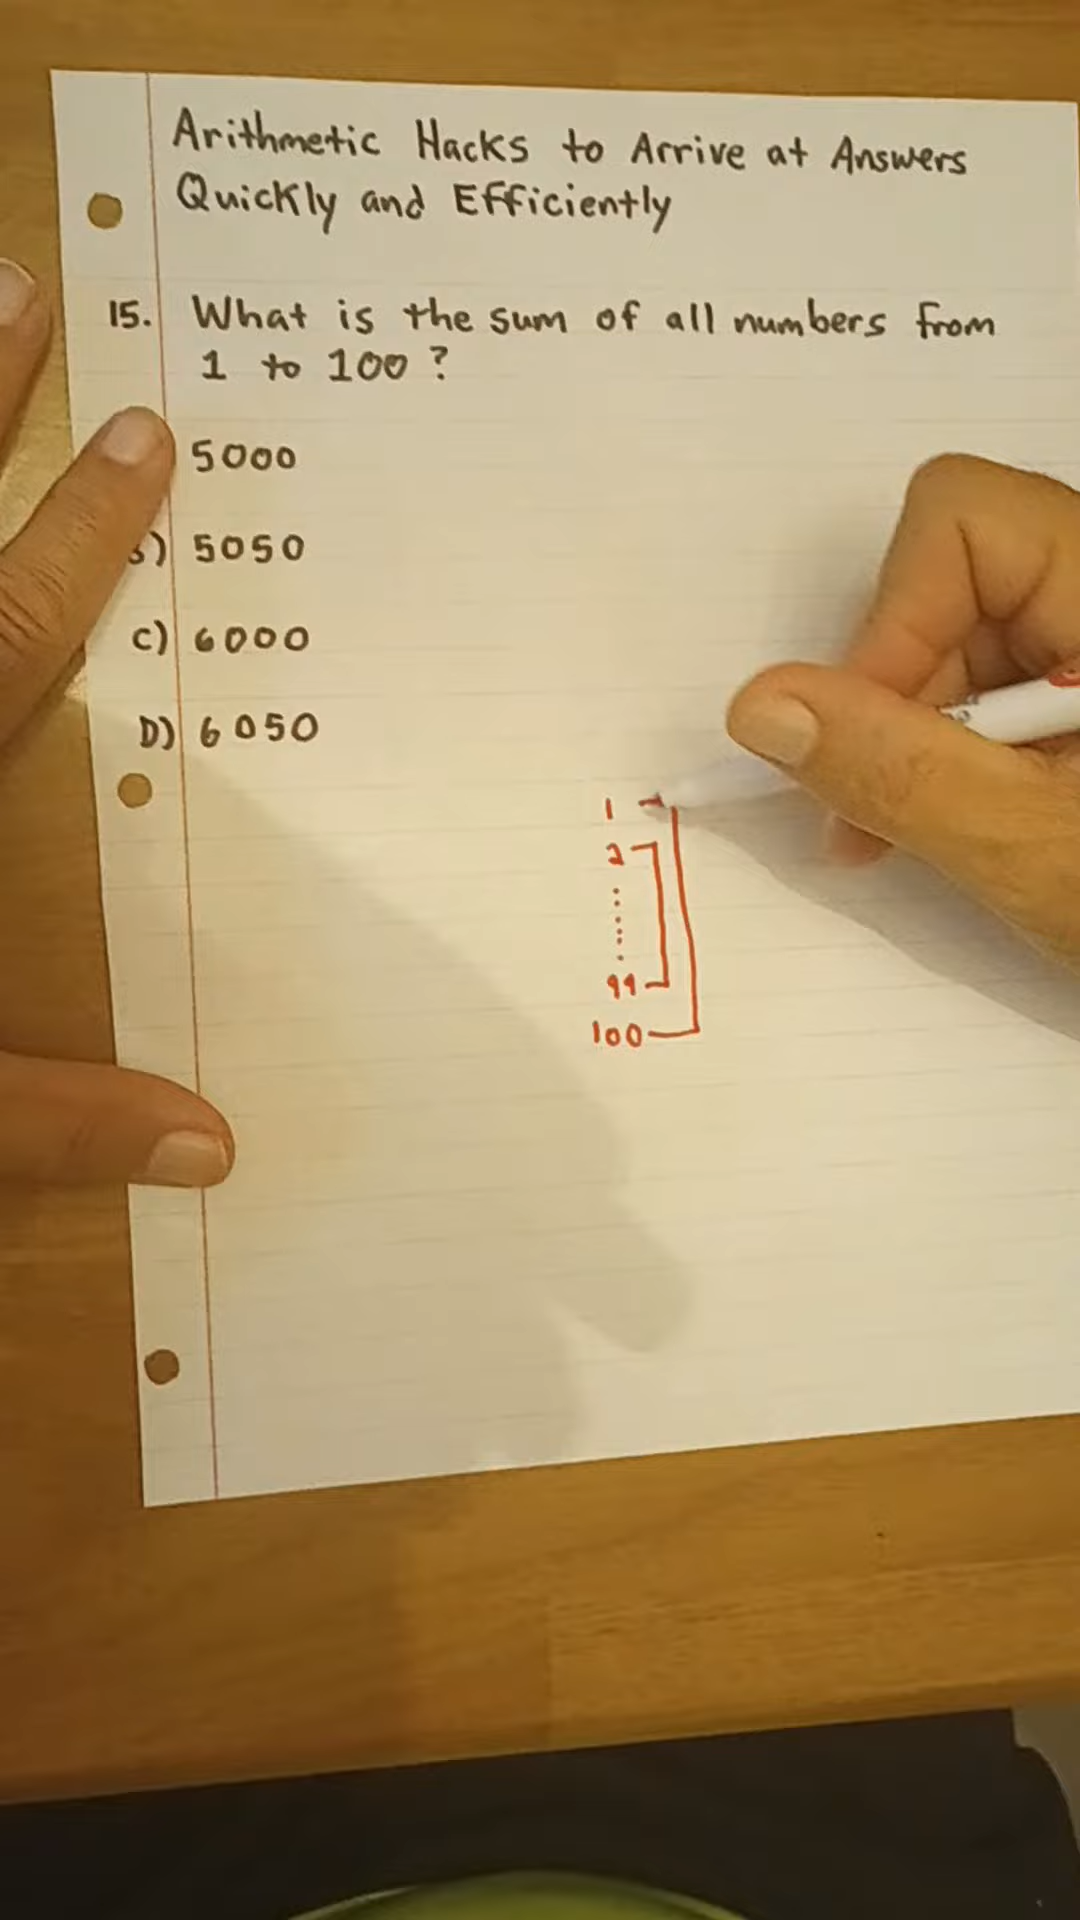 Arithmetic Hacks to Arrive at Answers
Quickly and Efficiently
15. What is the sum of all numbers from
1 to 100 ?
5000
5050
C) 6000
D) 6050
1
2
......
99
100